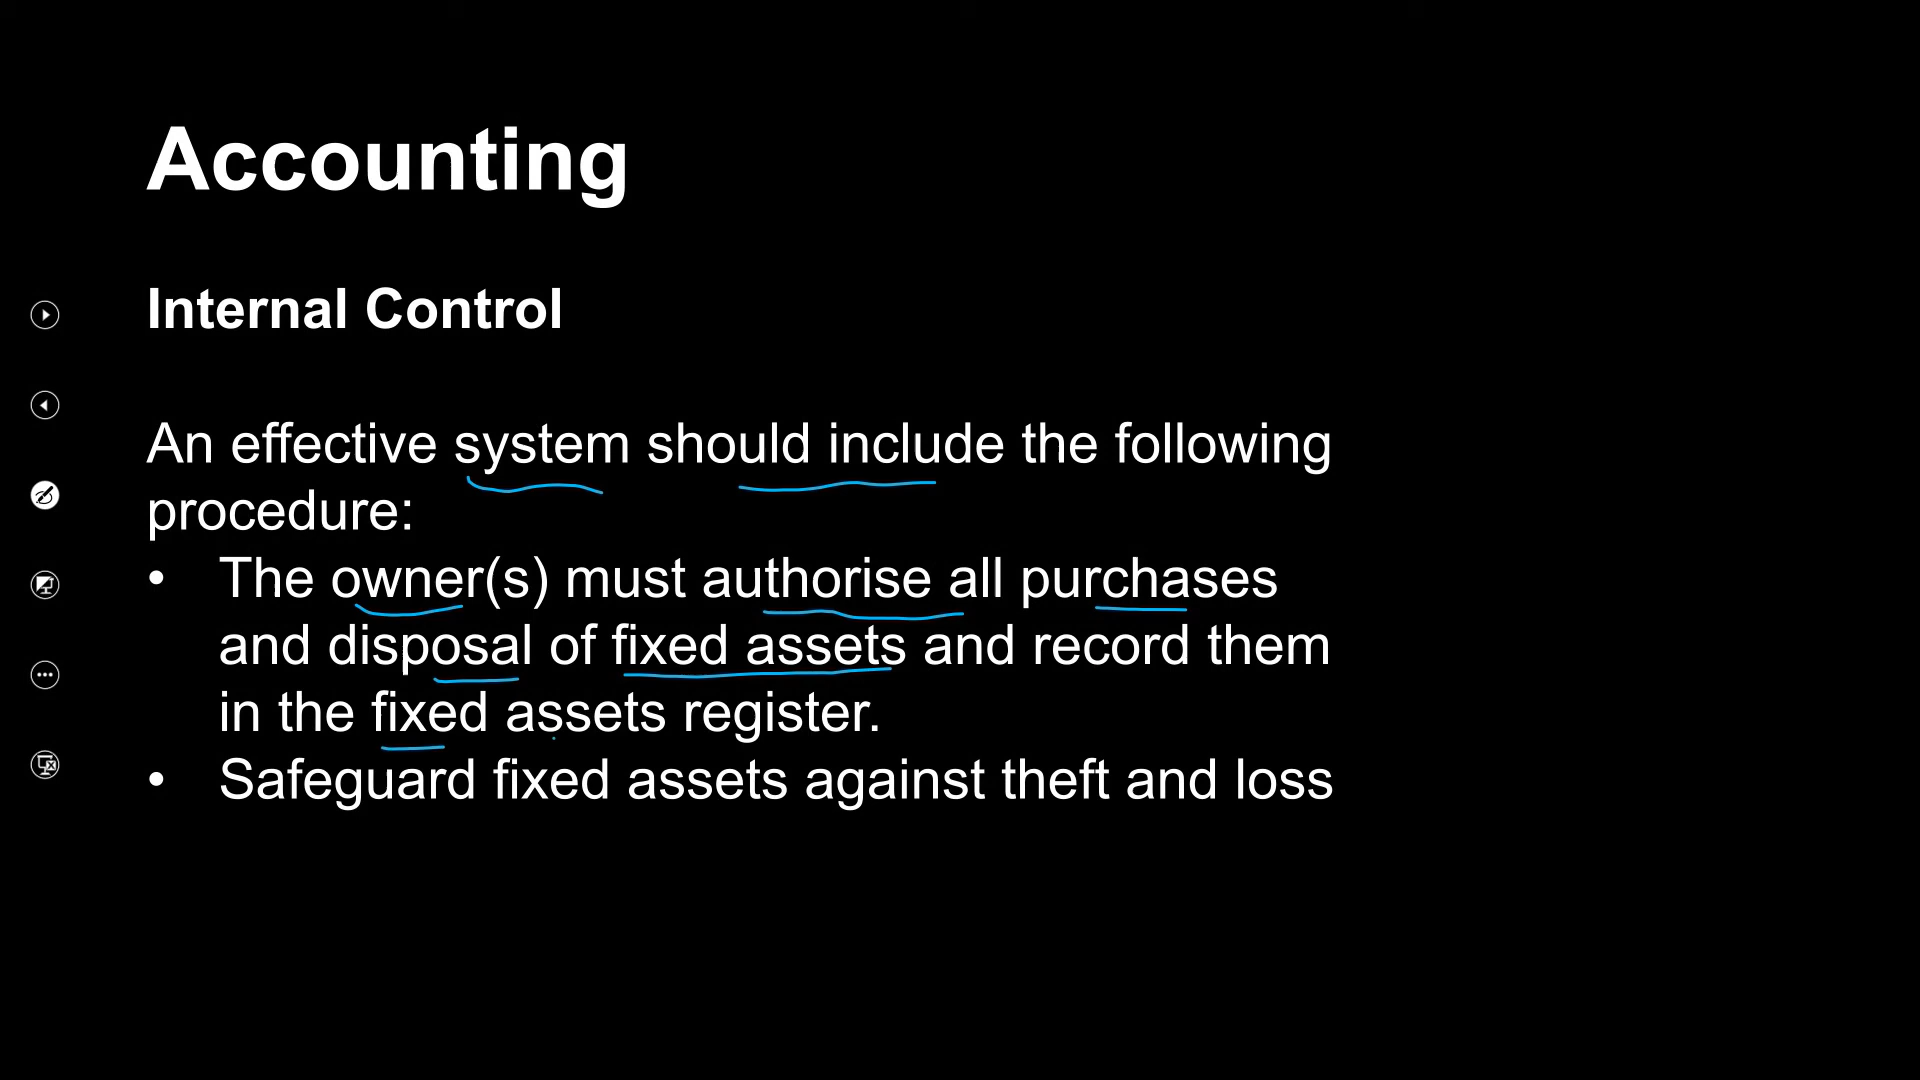 Accounting
Internal Control
An effective system should include the following
procedure:
• The owner(s) must authorise all purchases
and disposal of fixed assets and record them
in the fixed assets register.
• Safeguard fixed assets against theft and loss